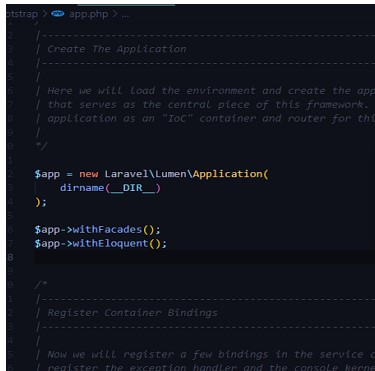 otstrap > php app.php > ...
|--------------------------------------------------
| Create The Application
|--------------------------------------------------
|
| Here we will load the environment and create the app
| that serves as the central piece of this framework.
| application as an "IoC" container and router for thi
|
*/
$app = new Laravel\Lumen\Application(
dirname(__DIR__)
);
$app->withFacades();
$app->withEloquent();
8
/*
|--------------------------------------------------
| Register Container Bindings
|--------------------------------------------------
|
| Now we will register a few bindings in the service c
| register the exception handler and the console kerne